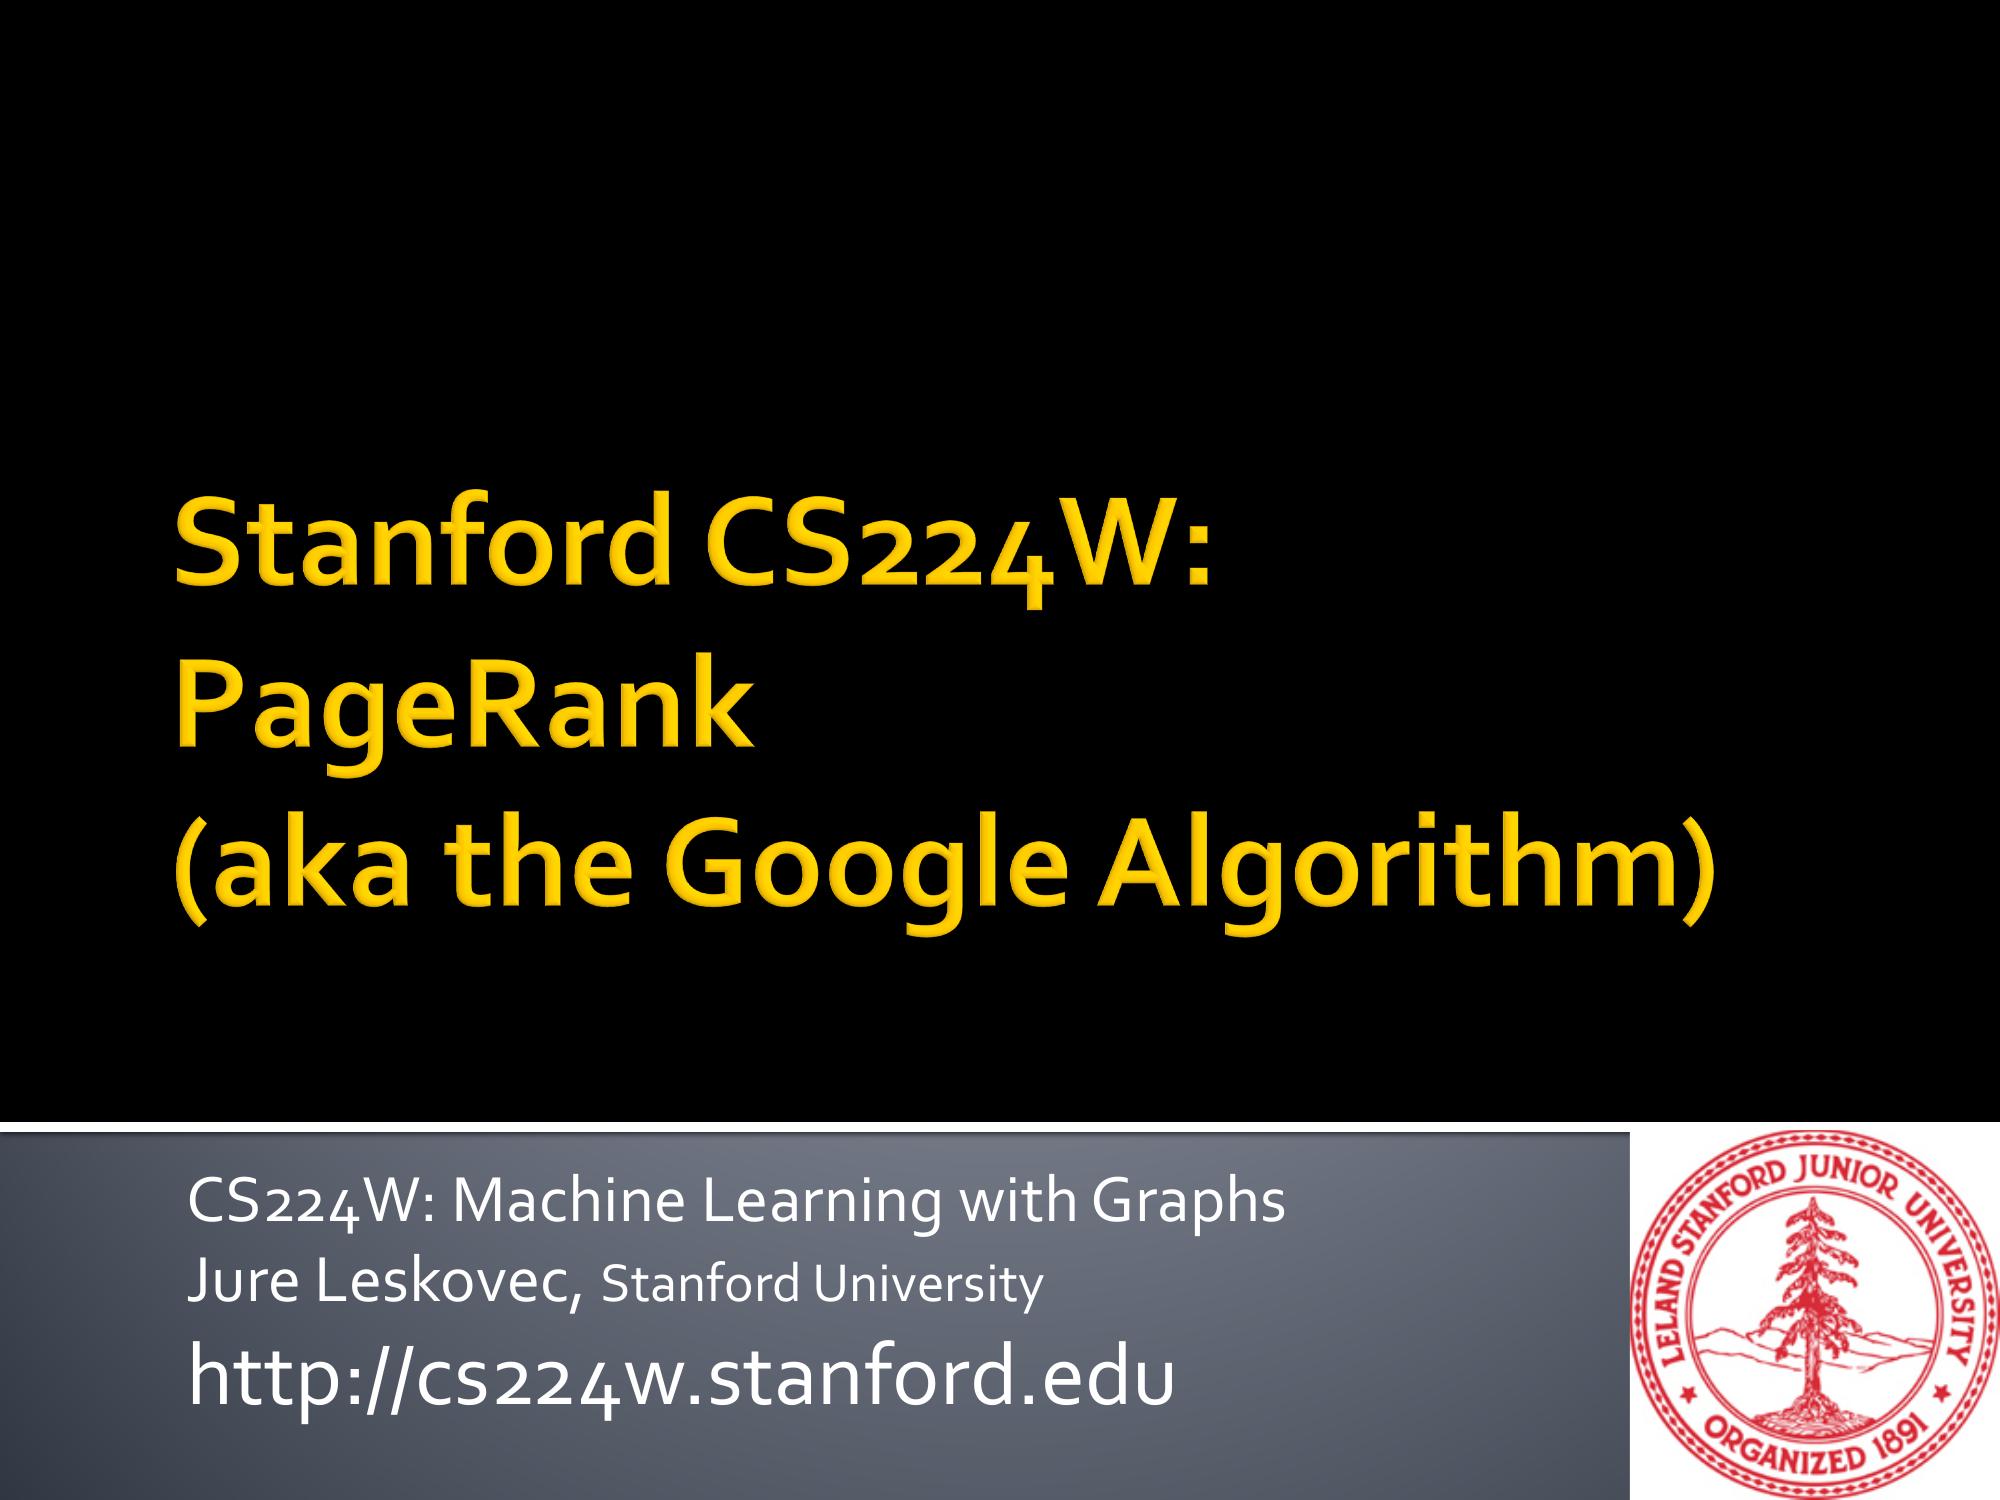 Stanford CS224W:
PageRank
(aka the Google Algorithm)
CS224W: Machine Learning with Graphs
Jure Leskovec, Stanford University
http://cs224w.stanford.edu
LELAND STANFORD JUNIOR UNIVERSITY
ORGANIZED 1891